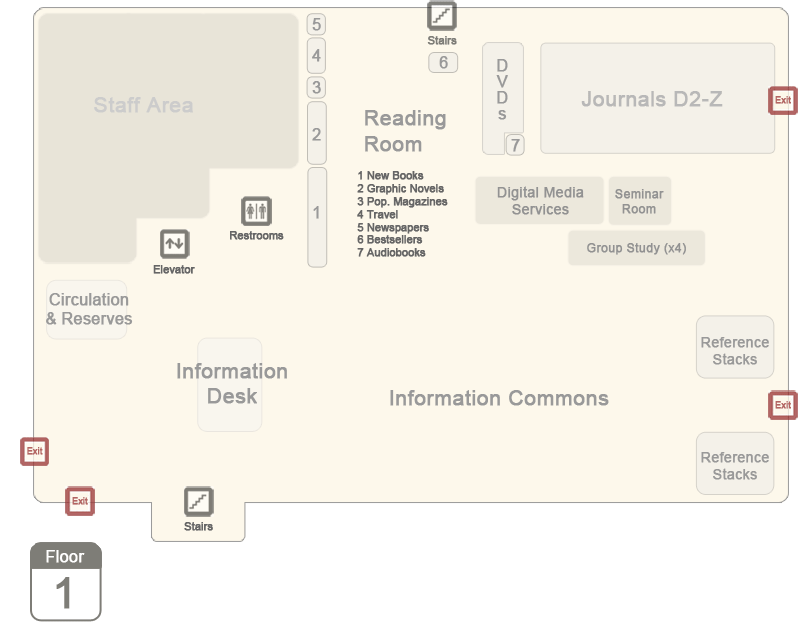 5
4
3
2
1
Staff Area
Stairs
6
D
V
D
s
7
Journals D2-Z
Exit
Reading
Room
1 New Books
2 Graphic Novels
3 Pop. Magazines
4 Travel
5 Newspapers
6 Bestsellers
7 Audiobooks
Digital Media
Services
Seminar
Room
Group Study (x4)
Restrooms
Elevator
Circulation
& Reserves
Information
Desk
Information Commons
Reference
Stacks
Exit
Reference
Stacks
Exit
Exit
Stairs
Floor
1